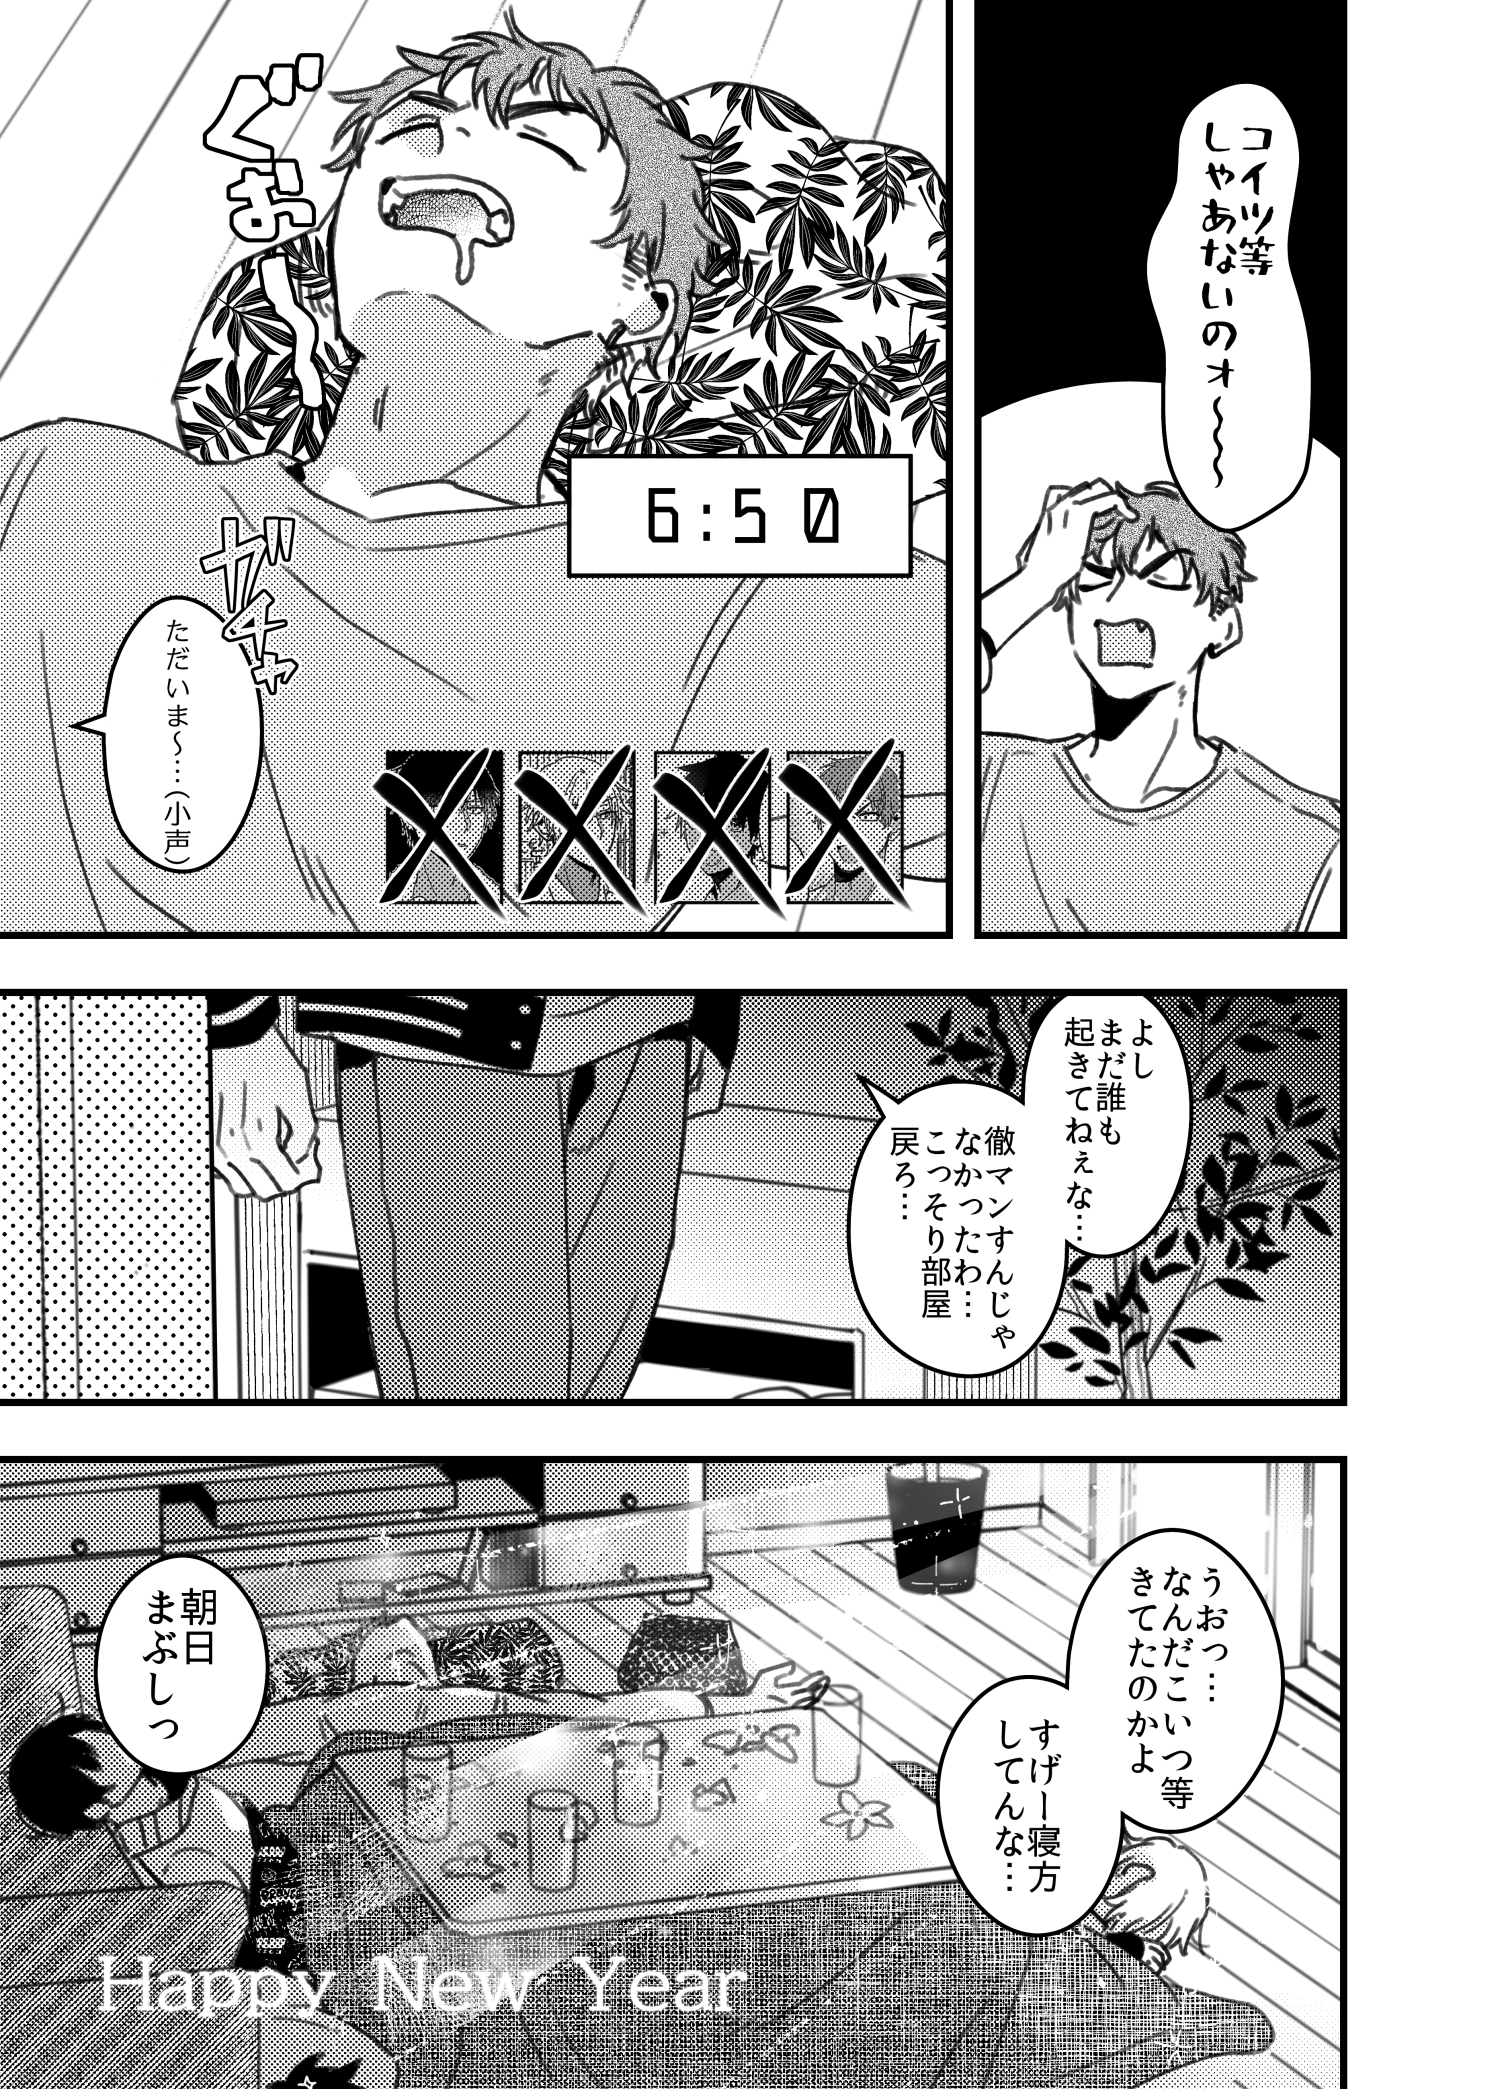 コイツ等
しゃあないのォ～～～
ぐお～
6:50
ガチャ
ただいま～…(小声)
よし
まだ誰も
起きてねぇな…
徹マンすんじゃ
なかったわ…
こっそり部屋
戻ろ…
うおっ…
なんだこいつ等
きてたのかよ
すげー寝方
してんな…
朝日
まぶしっ
Happy New Year